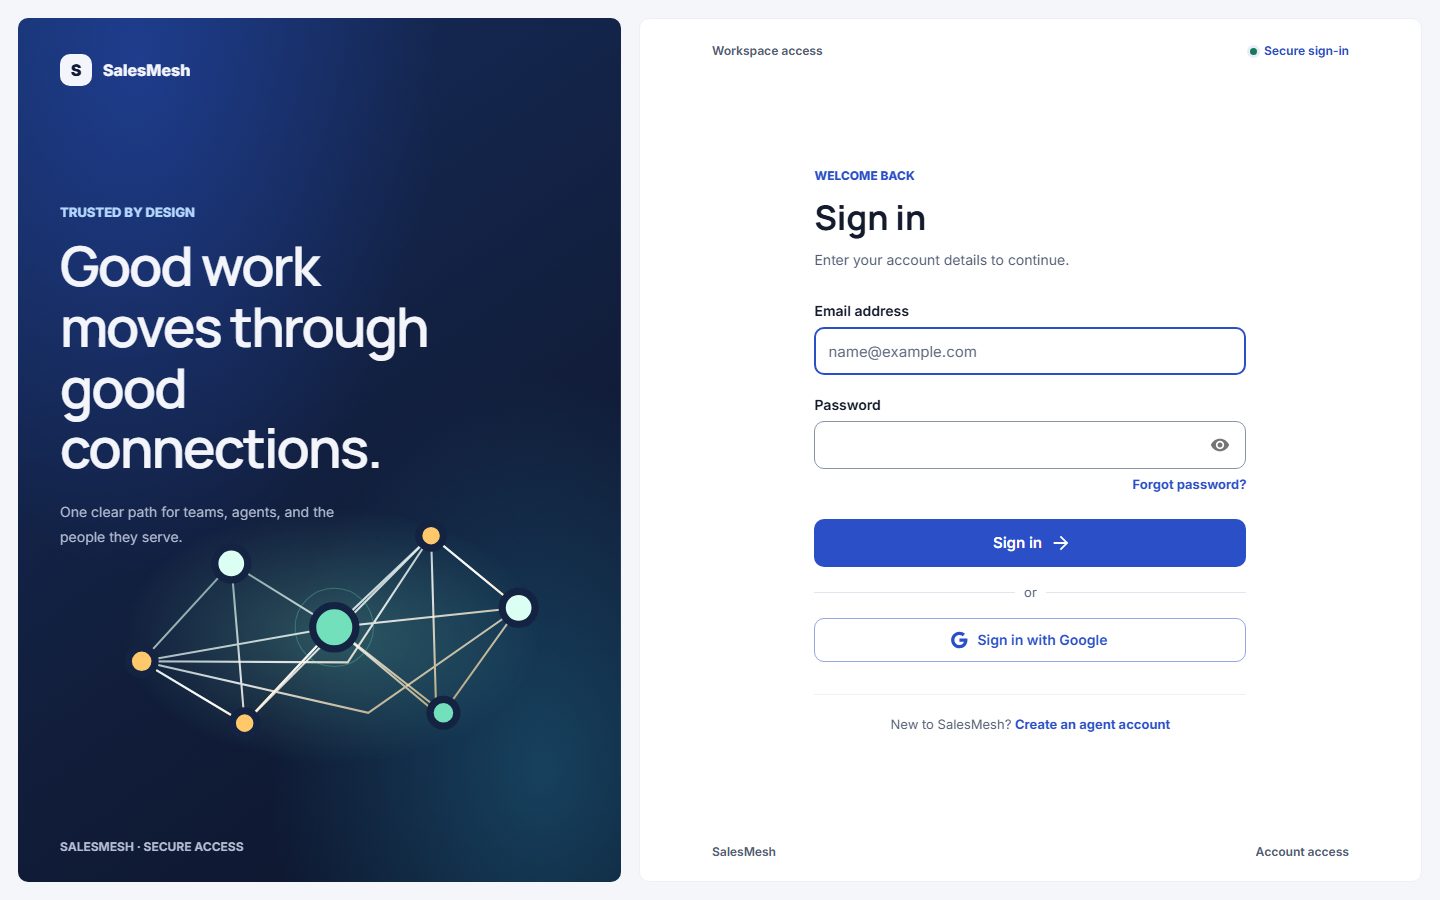 S SalesMesh
TRUSTED BY DESIGN
Good work
moves through
good
connections.
One clear path for teams, agents, and the
people they serve.
SALESMESH · SECURE ACCESS
Workspace access
Secure sign-in
WELCOME BACK
Sign in
Enter your account details to continue.
Email address
name@example.com
Password
Forgot password?
Sign in
or
Sign in with Google
New to SalesMesh? Create an agent account
SalesMesh
Account access